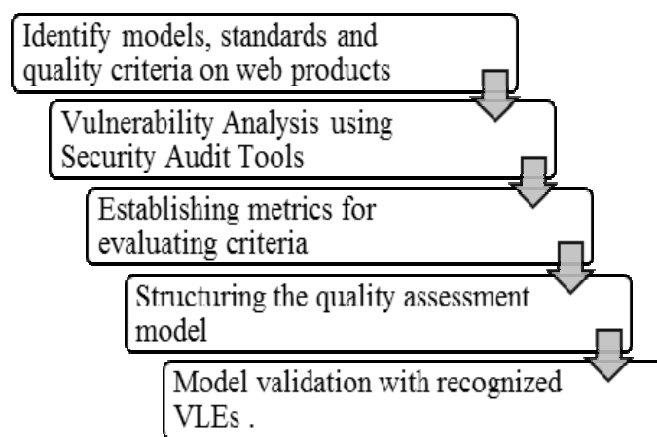 Identify models, standards and
quality criteria on web products
Vulnerability Analysis using
Security Audit Tools
Establishing metrics for
evaluating criteria
Structuring the quality assessment
model
Model validation with recognized
VLEs .